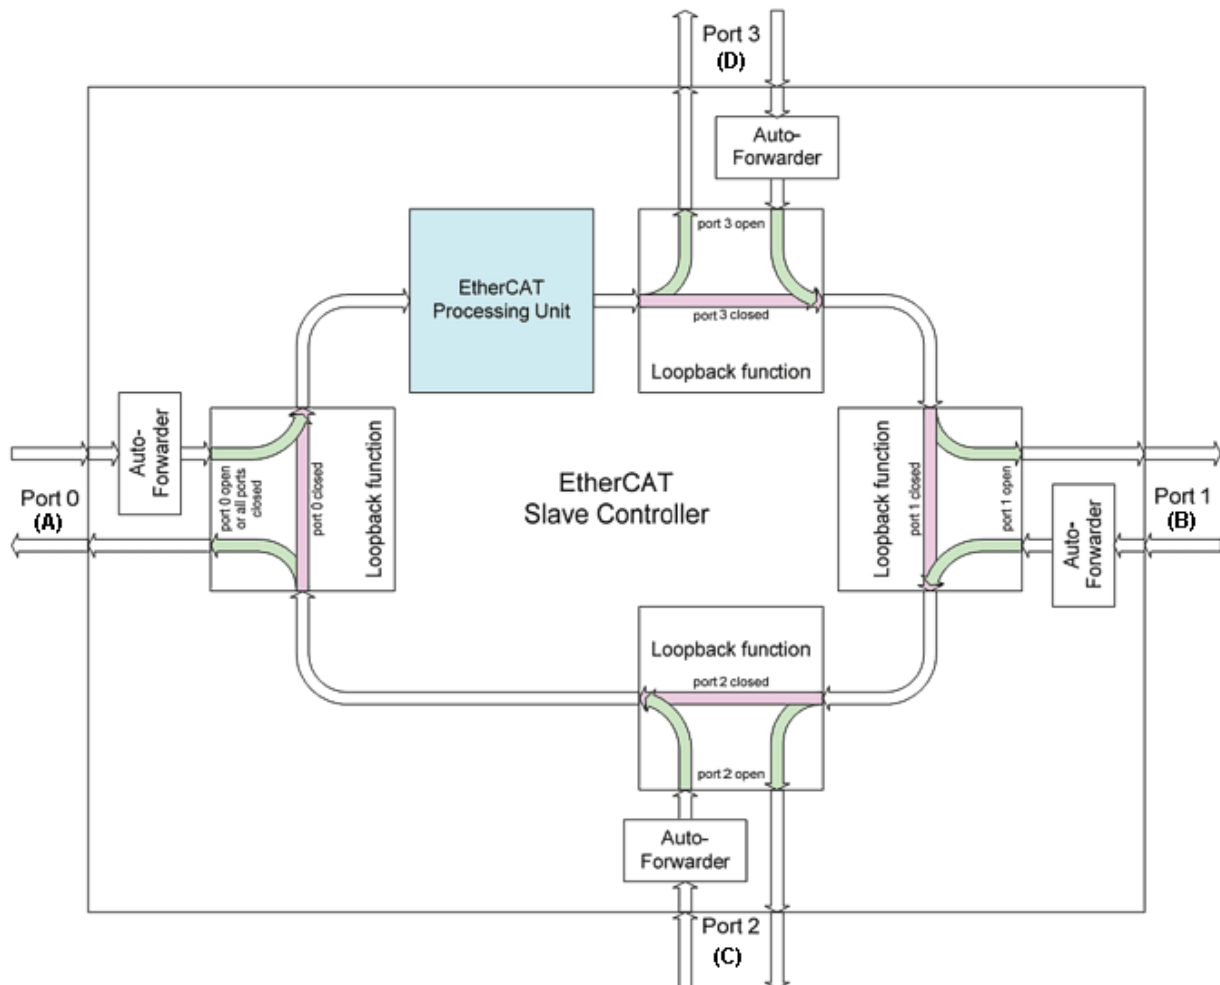 Port 3
(D)
Auto-
Forwarder
port 3 open
port 3 closed
Loopback function
EtherCAT
Processing Unit
Auto-
Forwarder
Port 0
(A)
port 0 open
or all ports
closed
port 0 closed
Loopback function
EtherCAT
Slave Controller
Loopback function
port 1 closed
port 1 open
Auto-
Forwarder
Port 1
(B)
Loopback function
port 2 closed
port 2 open
Auto-
Forwarder
Port 2
(C)